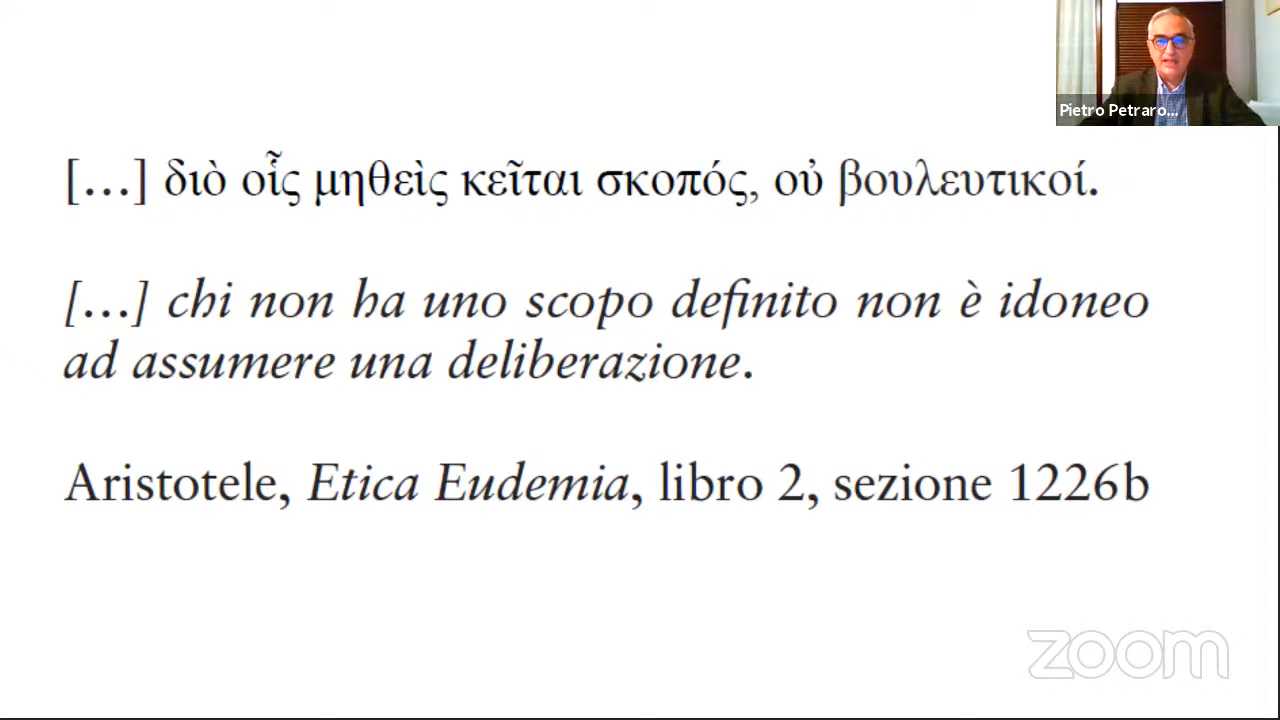 Pietro Petraro...
[…] διὸ οἷς μηθεὶς κεῖται σκοπός, οὐ βουλευτικοί.
[…] chi non ha uno scopo definito non è idoneo
ad assumere una deliberazione.
Aristotele, Etica Eudemia, libro 2, sezione 1226b
zoom